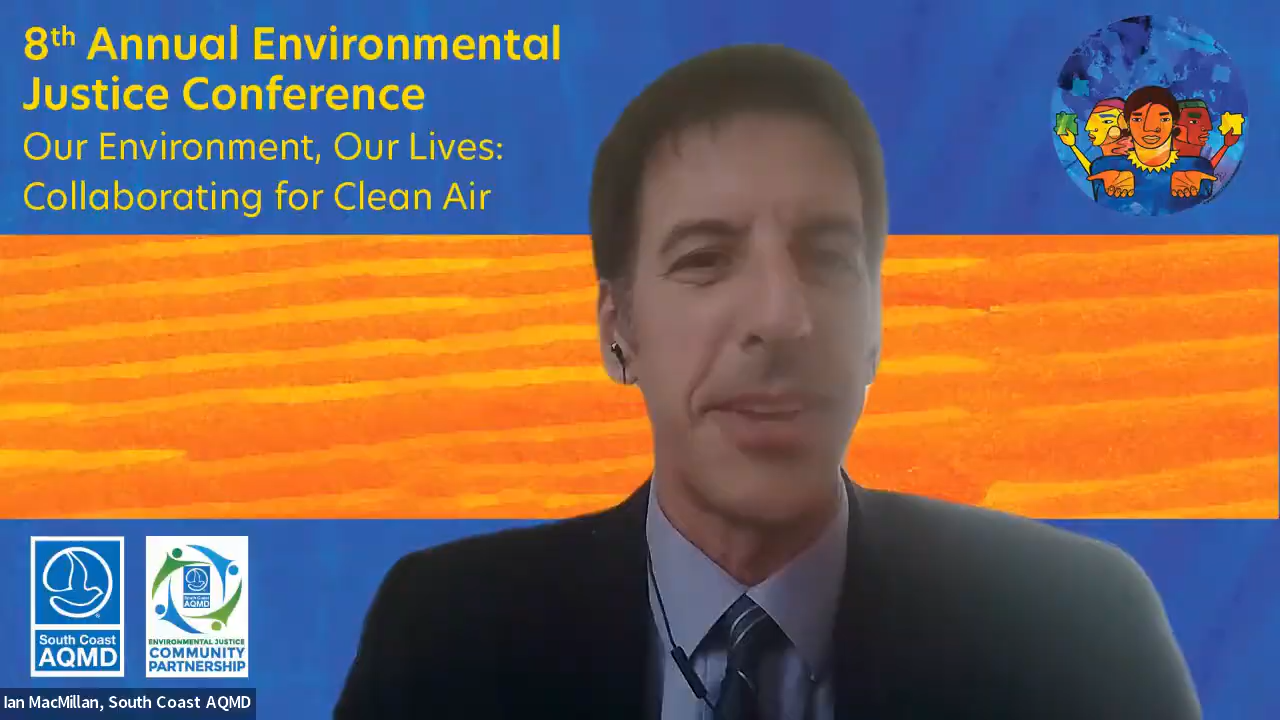 8th Annual Environmental
Justice Conference
Our Environment, Our Lives:
Collaborating for Clean Air
South Coast
AQMD
South Coast
AQMD
ENVIRONMENTAL JUSTICE
COMMUNITY
PARTNERSHIP
Ian MacMillan, South Coast AQMD